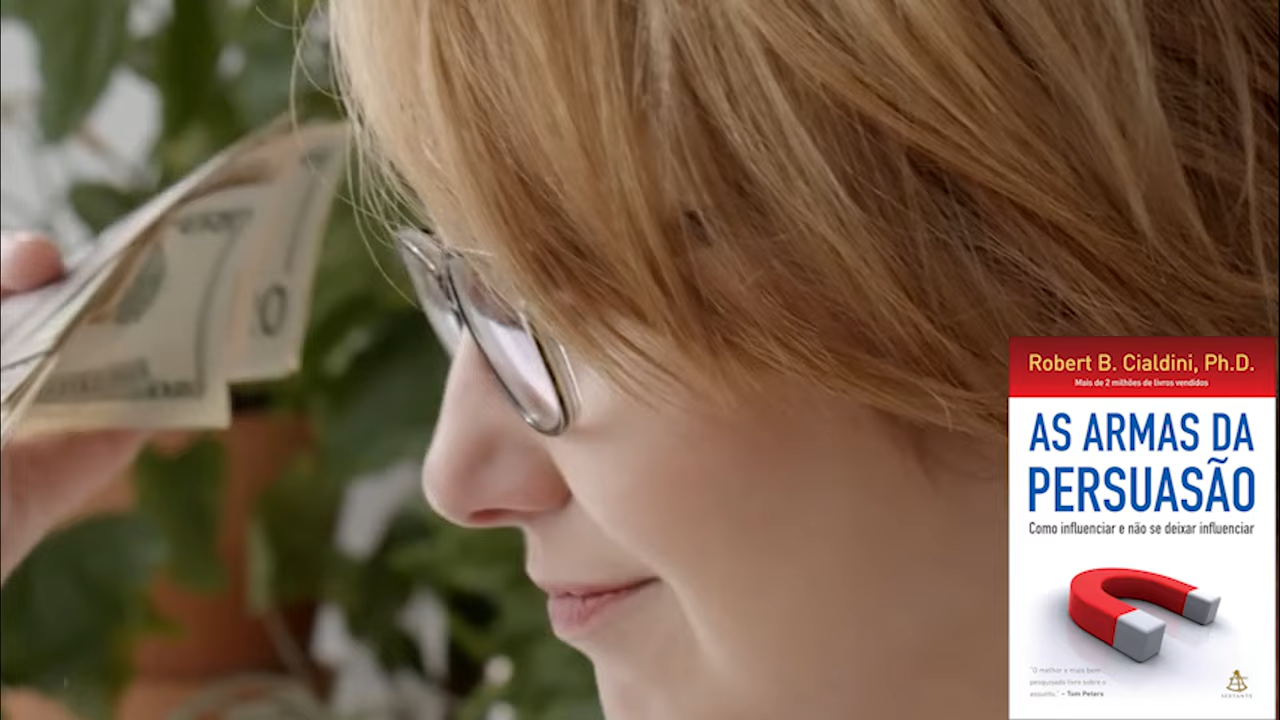 Robert B. Cialdini, Ph.D.
Mais de 2 milhões de livros vendidos
AS ARMAS DA
PERSUASÃO
Como influenciar e não se deixar influenciar
"O melhor e mais bem
pesquisado livro sobre o
assunto." – Tom Peters
SEXTANTE